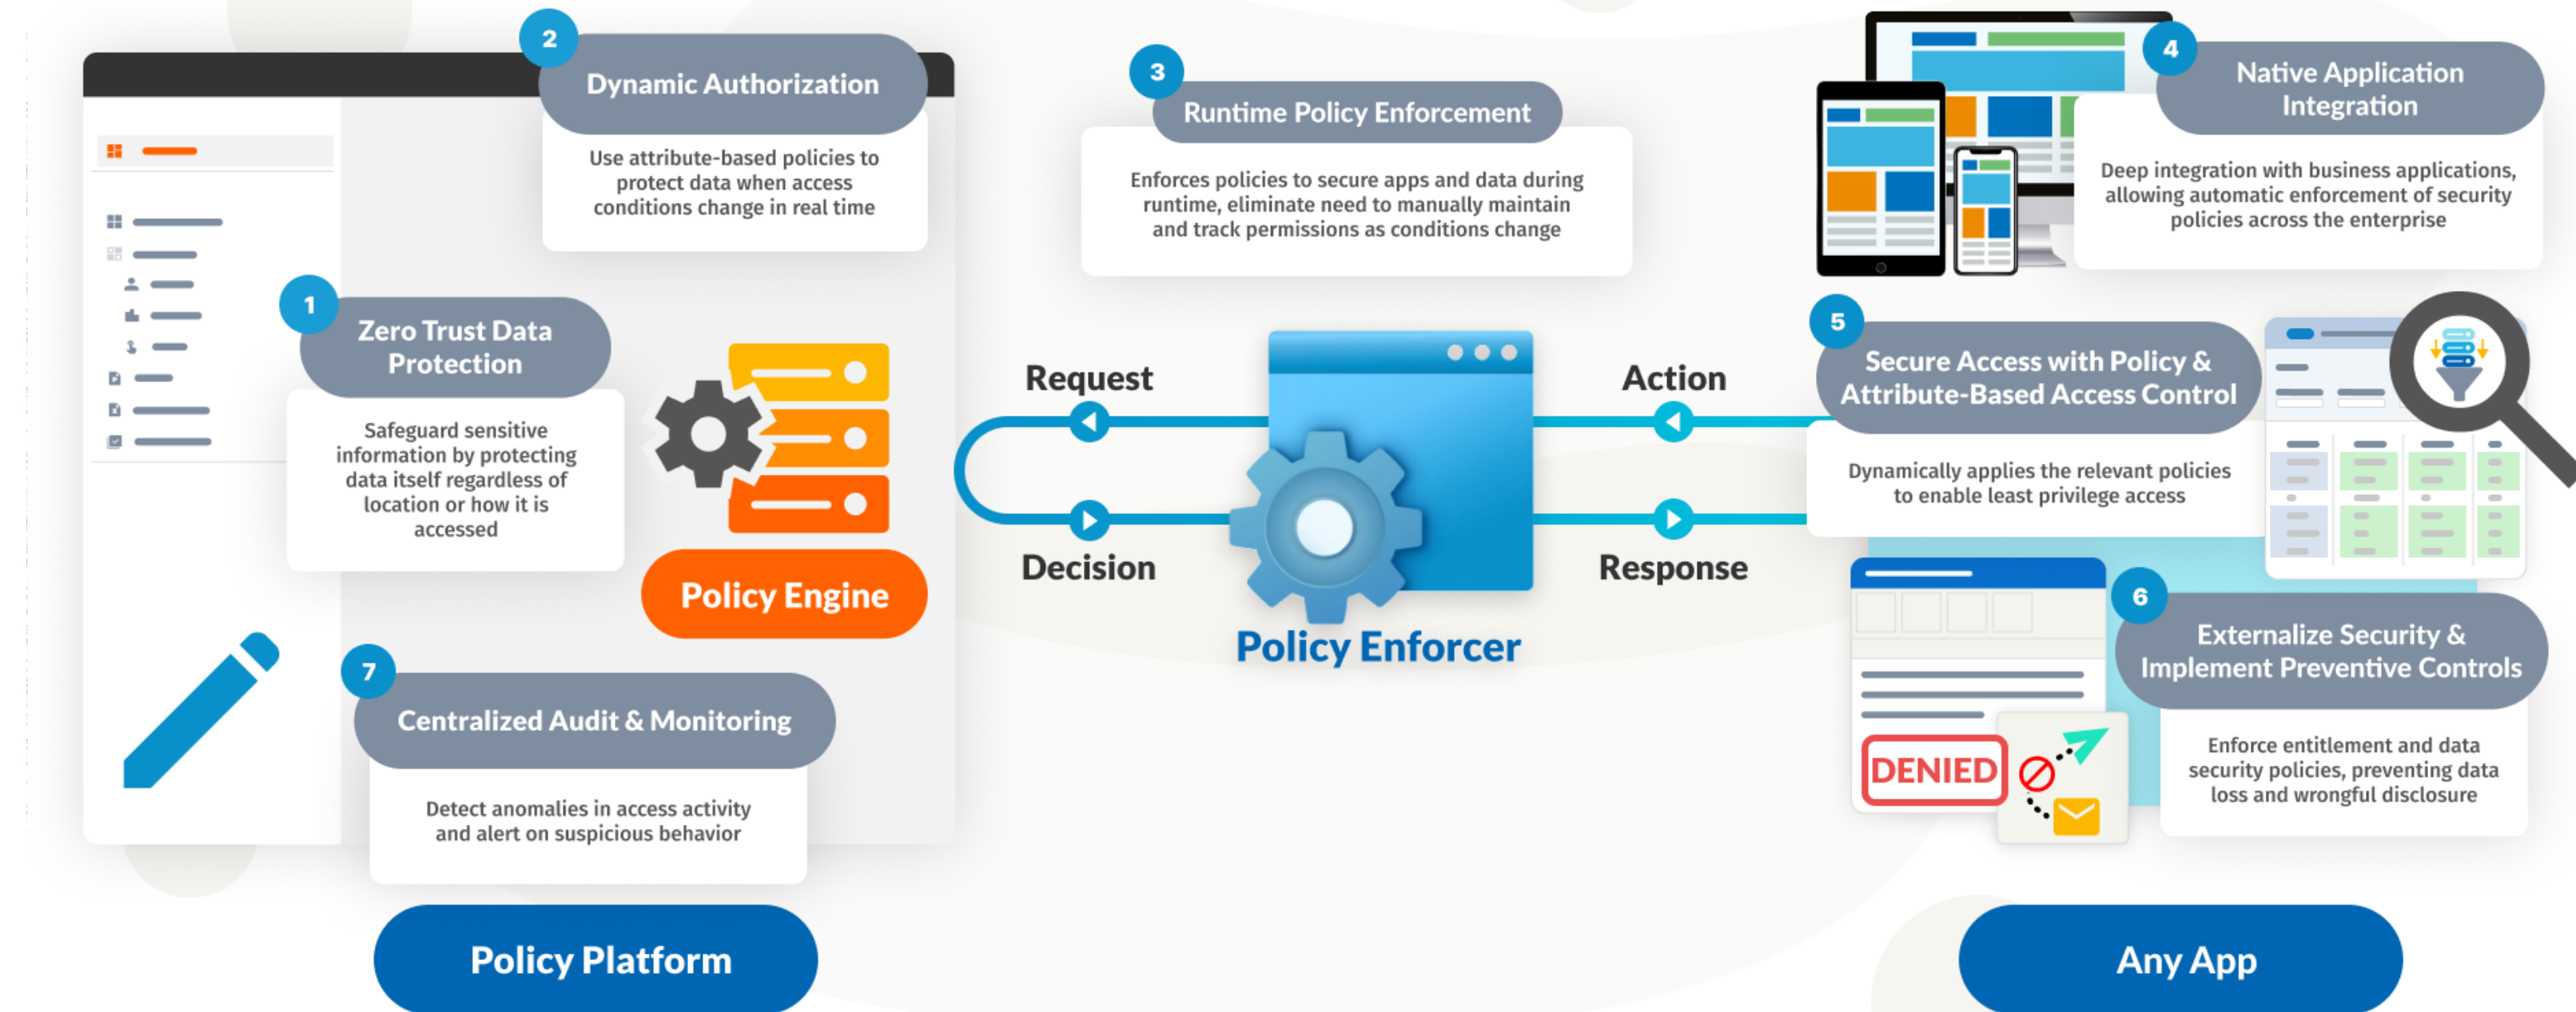 2
Dynamic Authorization
Use attribute-based policies to
protect data when access
conditions change in real time
1
Zero Trust Data
Protection
Safeguard sensitive
information by protecting
data itself regardless of
location or how it is
accessed
Policy Engine
7
Centralized Audit & Monitoring
Detect anomalies in access activity
and alert on suspicious behavior
Policy Platform
3
Runtime Policy Enforcement
Enforces policies to secure apps and data during
runtime, eliminate need to manually maintain
and track permissions as conditions change
Request
Decision
Action
Response
Policy Enforcer
4
Native Application
Integration
Deep integration with business applications,
allowing automatic enforcement of security
policies across the enterprise
5
Secure Access with Policy &
Attribute-Based Access Control
Dynamically applies the relevant policies
to enable least privilege access
6
Externalize Security &
Implement Preventive Controls
Enforce entitlement and data
security policies, preventing data
loss and wrongful disclosure
DENIED
Any App